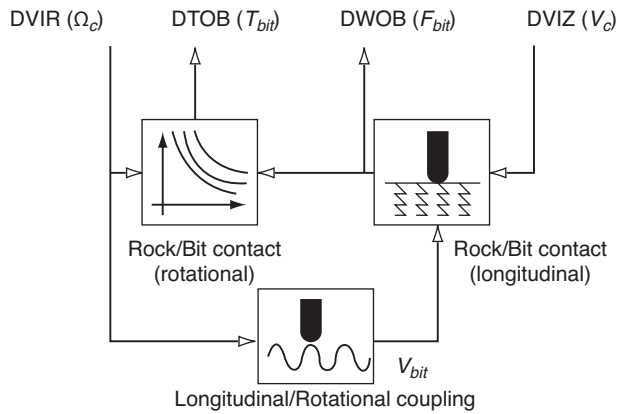 DVIR (Ωc) DTOB (Tbit) DWOB (Fbit) DVIZ (Vc)
Rock/Bit contact
(rotational)
Rock/Bit contact
(longitudinal)
Vbit
Longitudinal/Rotational coupling